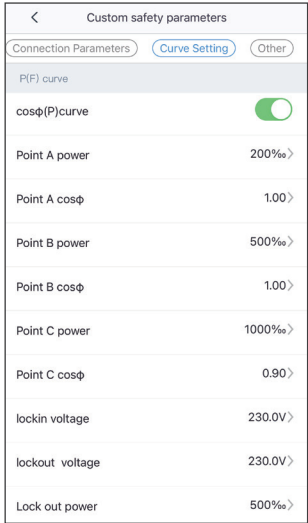 Custom safety parameters
Connection Parameters Curve Setting Other
P(F) curve
cosφ(P)curve
Point A power 200‰
Point A cosφ 1.00
Point B power 500‰
Point B cosφ 1.00
Point C power 1000‰
Point C cosφ 0.90
lockin voltage 230.0V
lockout voltage 230.0V
Lock out power 500‰